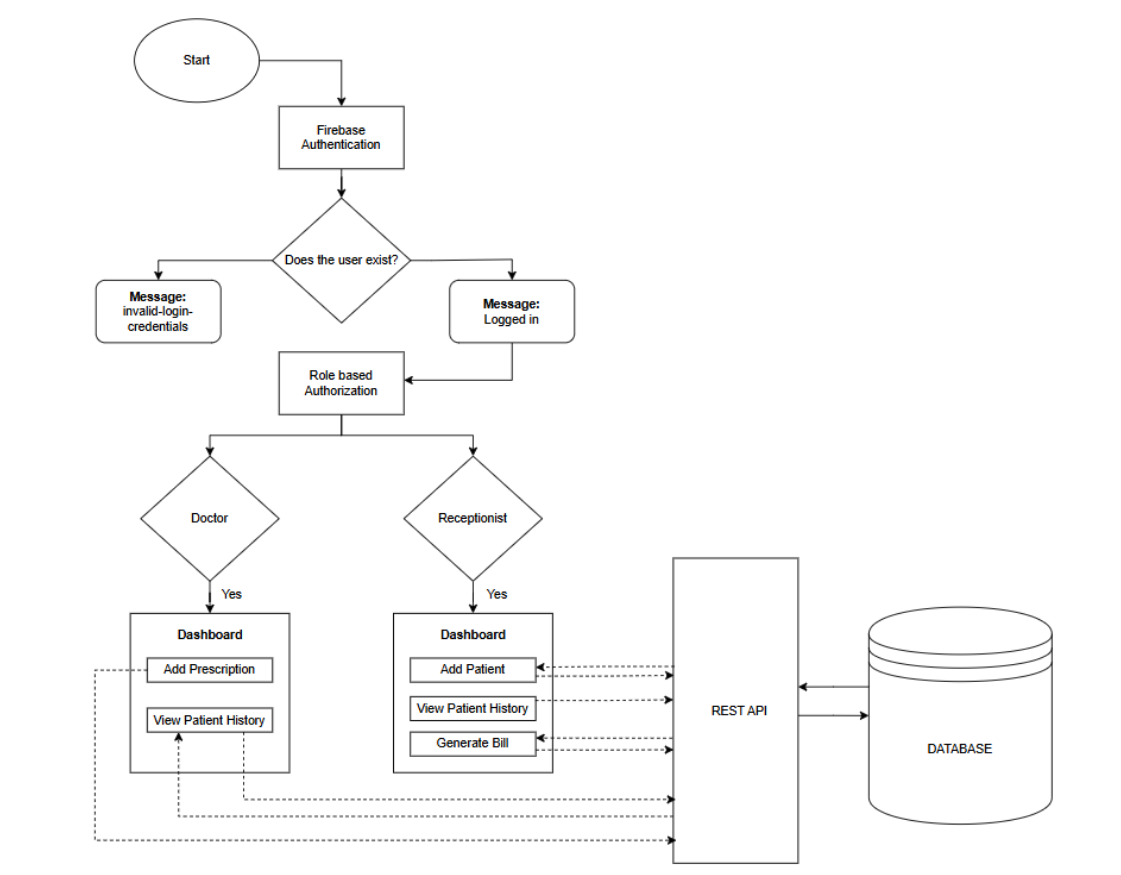 Start
Firebase
Authentication
Does the user exist?
Message:
invalid-login-
credentials
Message:
Logged in
Role based
Authorization
Doctor
Receptionist
Yes
Yes
Dashboard
Add Prescription
View Patient History
Dashboard
Add Patient
View Patient History
Generate Bill
REST API
DATABASE